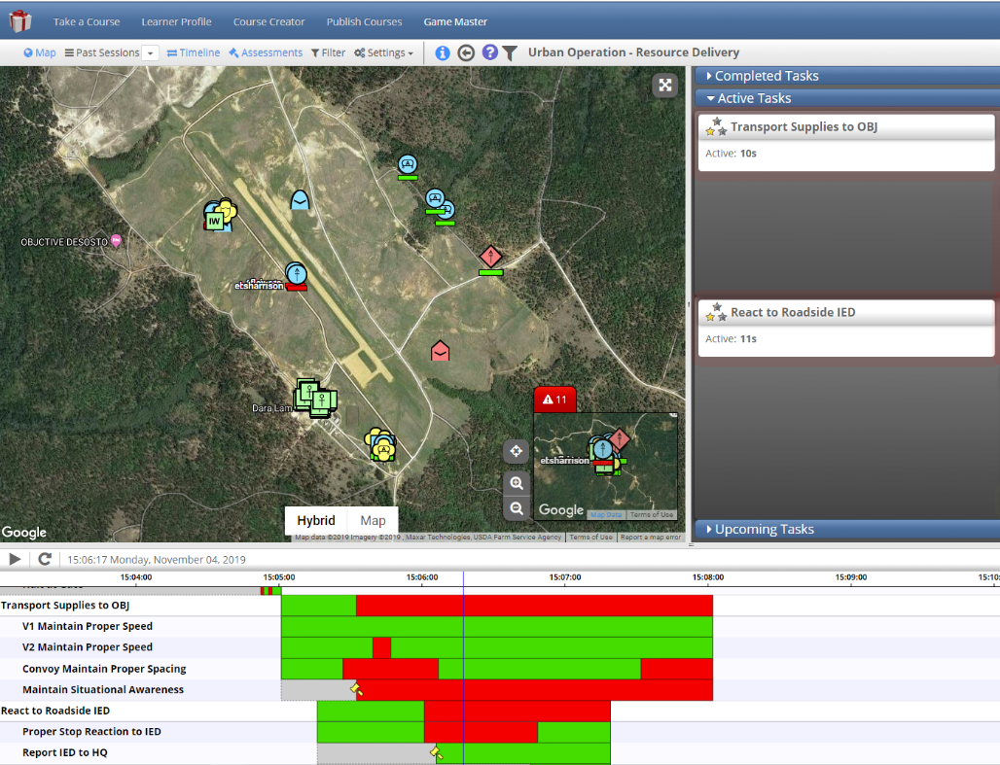 Take a Course Learner Profile Course Creator Publish Courses Game Master
Map Past Sessions Timeline Assessments Filter Settings Urban Operation - Resource Delivery
Completed Tasks
Active Tasks
Transport Supplies to OBJ
Active: 10s
React to Roadside IED
Active: 11s
Upcoming Tasks
IW
OBJCTIVE DESOSTO
etsharrison
Dara Lam
11
etsharrison
Google
Map Data Terms of Use
Hybrid Map
Google
Map data ©2019 Imagery ©2019 , Maxar Technologies, USDA Farm Service Agency Terms of Use Report a map error
15:06:17 Monday, November 04, 2019
15:04:00 15:05:00 15:06:00 15:07:00 15:08:00 15:09:00 15:10:
Transport Supplies to OBJ
V1 Maintain Proper Speed
V2 Maintain Proper Speed
Convoy Maintain Proper Spacing
Maintain Situational Awareness
React to Roadside IED
Proper Stop Reaction to IED
Report IED to HQ